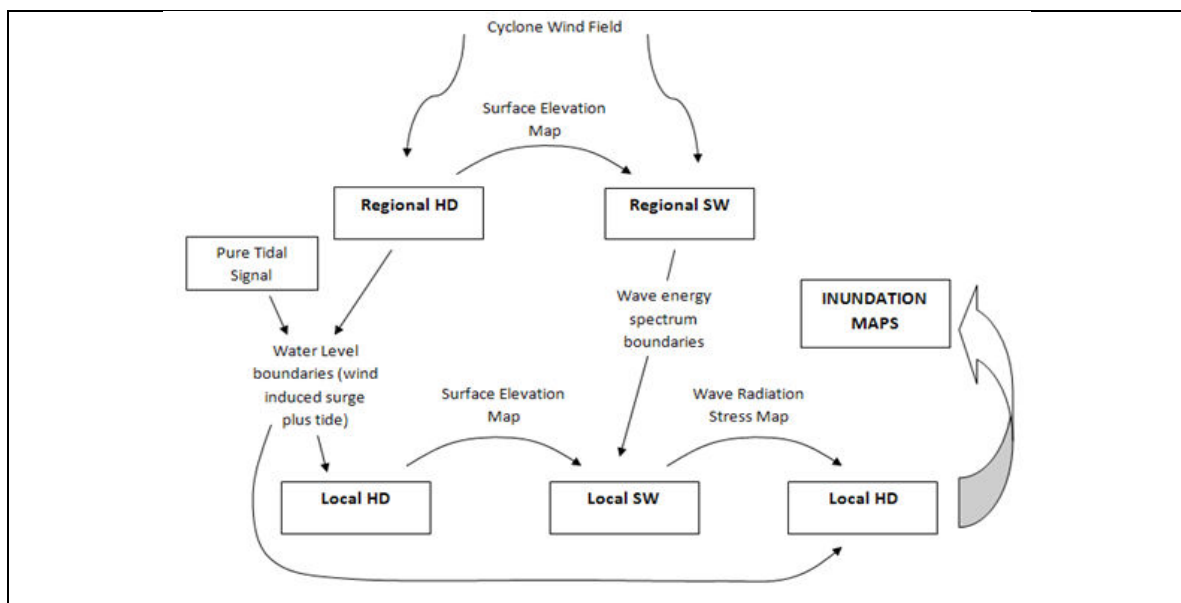 Cyclone Wind Field
Surface Elevation
Map
Regional HD
Regional SW
Pure Tidal
Signal
Wave energy
spectrum
boundaries
INUNDATION
MAPS
Water Level
boundaries (wind
induced surge
plus tide)
Surface Elevation
Map
Wave Radiation
Stress Map
Local HD
Local SW
Local HD